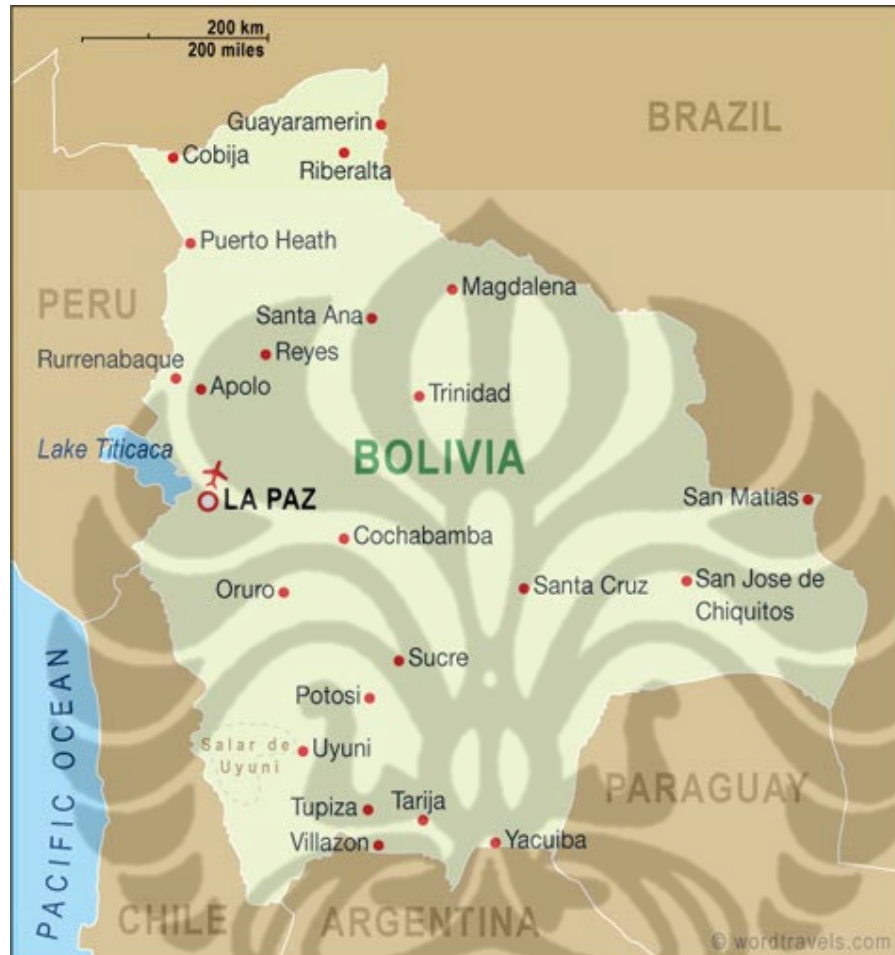 200 km
200 miles
BRAZIL
Guayaramerin
Cobija
Riberalta
Puerto Heath
PERU
Magdalena
Santa Ana
Rurrenabaque
Reyes
Apolo
Trinidad
Lake Titicaca
BOLIVIA
LA PAZ
San Matias
Cochabamba
Oruro
Santa Cruz
San Jose de
Chiquitos
PACIFIC OCEAN
Sucre
Potosi
Salar de
Uyuni
Uyuni
PARAGUAY
Tupiza
Tarija
Villazon
Yacuiba
CHILE
ARGENTINA
© wordtravels.com